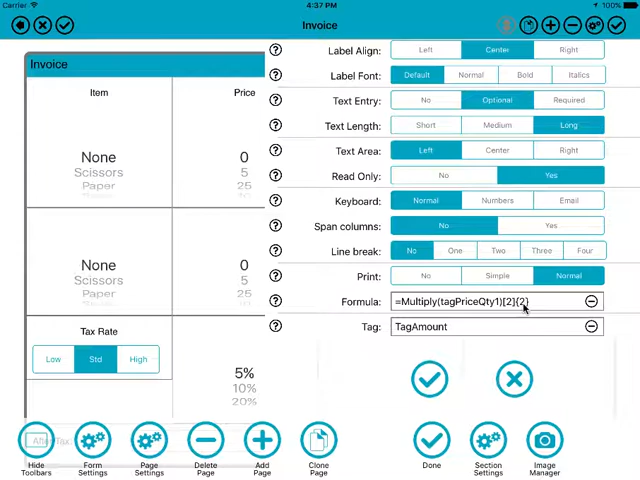 Carrier
4:37 PM
100%
Invoice
Invoice
Item
Price
None
Scissors
Paper
0
5
25
None
Scissors
Paper
0
5
25
Tax Rate
Low
Std
High
5%
10%
20%
After Tax:
Label Align:
Left
Center
Right
Label Font:
Default
Normal
Bold
Italics
Text Entry:
No
Optional
Required
Text Length:
Short
Medium
Long
Text Area:
Left
Center
Right
Read Only:
No
Yes
Keyboard:
Normal
Numbers
Email
Span columns:
No
Yes
Line break:
No
One
Two
Three
Four
Print:
No
Simple
Normal
Formula:
=Multiply(tagPriceQty1)[2]{2}
Tag:
TagAmount
Hide Toolbars
Form Settings
Page Settings
Delete Page
Add Page
Clone Page
Done
Section Settings
Image Manager